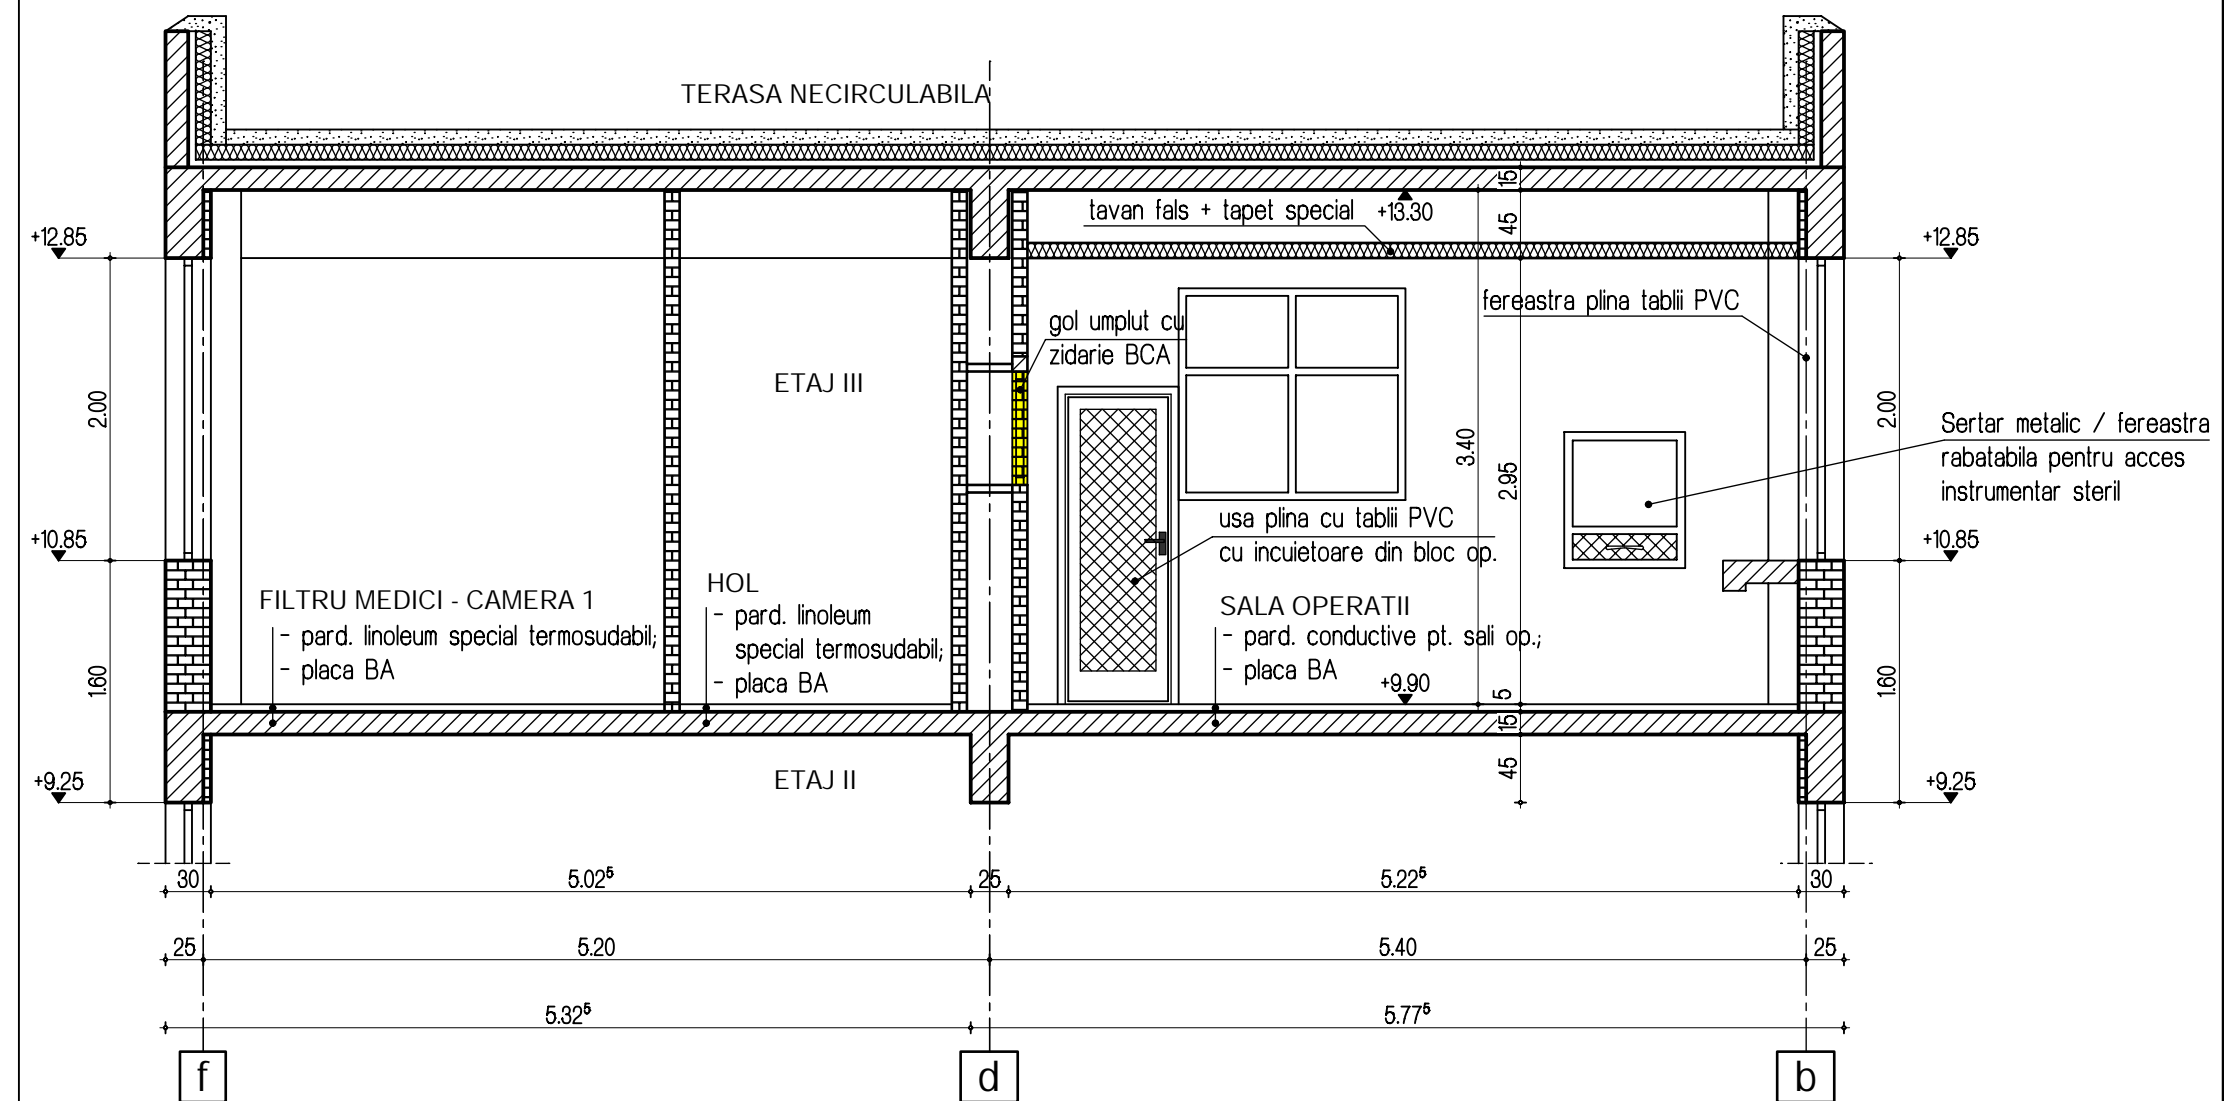 TERASA NECIRCULABILA
15
tavan fals + tapet special
+13.30
45
+12.85
+12.85
fereastra plina tablii PVC
gol umplut cu
zidarie BCA
ETAJ III
2.00
3.40
2.95
2.00
Sertar metalic / fereastra
rabatabila pentru acces
instrumentar steril
usa plina cu tablii PVC
cu incuietoare din bloc op.
+10.85
+10.85
FILTRU MEDICI - CAMERA 1
- pard. linoleum special termosudabil;
- placa BA
HOL
- pard. linoleum
special termosudabil;
- placa BA
SALA OPERATII
- pard. conductive pt. sali op.;
- placa BA
1.60
+9.90
5
1.60
15
ETAJ II
45
+9.25
+9.25
30 5.02⁵ 25 5.22⁵ 30
25 5.20 5.40 25
5.32⁵ 5.77⁵
f d b